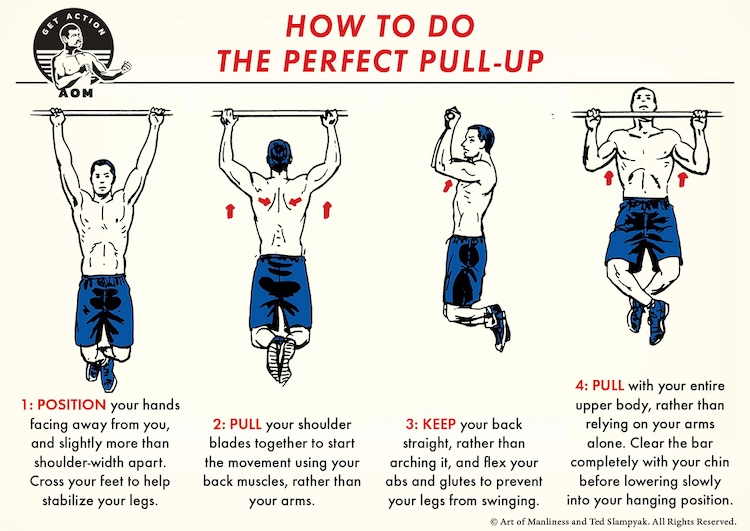 GET ACTION
AOM
HOW TO DO
THE PERFECT PULL-UP
1: POSITION your hands
facing away from you,
and slightly more than
shoulder-width apart.
Cross your feet to help
stabilize your legs.
2: PULL your shoulder
blades together to start
the movement using your
back muscles, rather than
your arms.
3: KEEP your back
straight, rather than
arching it, and flex your
abs and glutes to prevent
your legs from swinging.
4: PULL with your entire
upper body, rather than
relying on your arms
alone. Clear the bar
completely with your chin
before lowering slowly
into your hanging position.
© Art of Manliness and Ted Slampyak. All Rights Reserved.